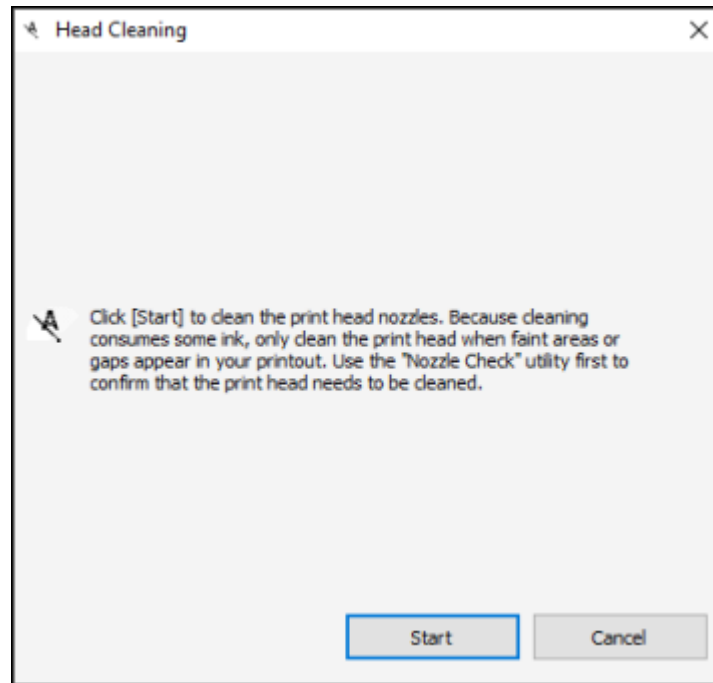 Head Cleaning
Click [Start] to clean the print head nozzles. Because cleaning
consumes some ink, only clean the print head when faint areas or
gaps appear in your printout. Use the "Nozzle Check" utility first to
confirm that the print head needs to be cleaned.
Start Cancel